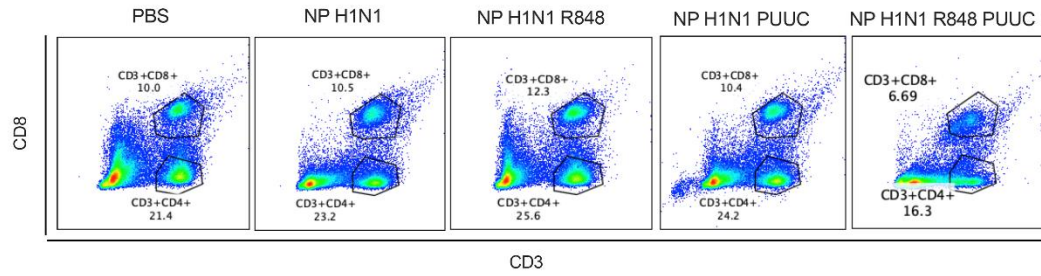 PBS
NP H1N1
NP H1N1 R848
NP H1N1 PUUC
NP H1N1 R848 PUUC
CD8
CD3+CD8+
10.0
CD3+CD4+
21.4
CD3+CD8+
10.5
CD3+CD4+
23.2
CD3+CD8+
12.3
CD3+CD4+
25.6
CD3+CD8+
10.4
CD3+CD4+
24.2
CD3+CD8+
6.69
CD3+CD4+
16.3
CD3